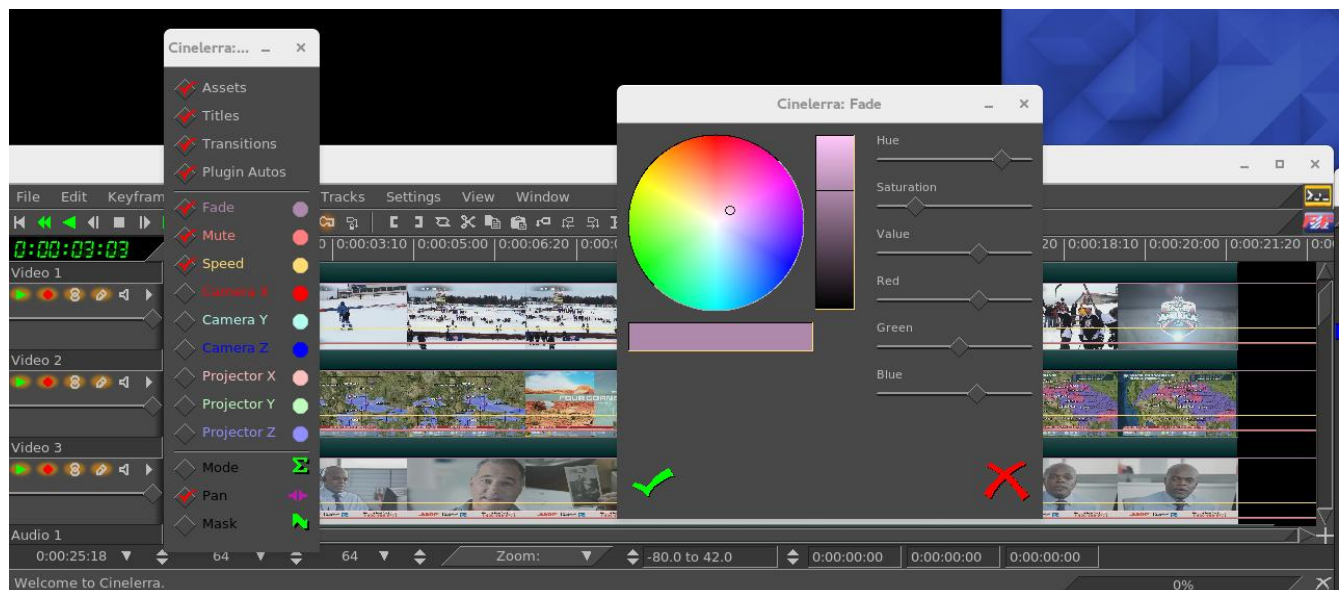 Cinelerra:...
Assets
Titles
Transitions
Plugin Autos
Fade
Mute
Speed
Camera X
Camera Y
Camera Z
Projector X
Projector Y
Projector Z
Mode
Pan
Mask
Cinelerra: Fade
Hue
Saturation
Value
Red
Green
Blue
File Edit Keyfram Tracks Settings View Window
0:00:03:03
0:00:03:10 0:00:05:00 0:00:06:20 20 0:00:18:10 0:00:20:00 0:00:21:20
Video 1
Video 2
Video 3
Audio 1
0:00:25:18 64 64 Zoom: -80.0 to 42.0 0:00:00:00 0:00:00:00 0:00:00:00
Welcome to Cinelerra. 0%